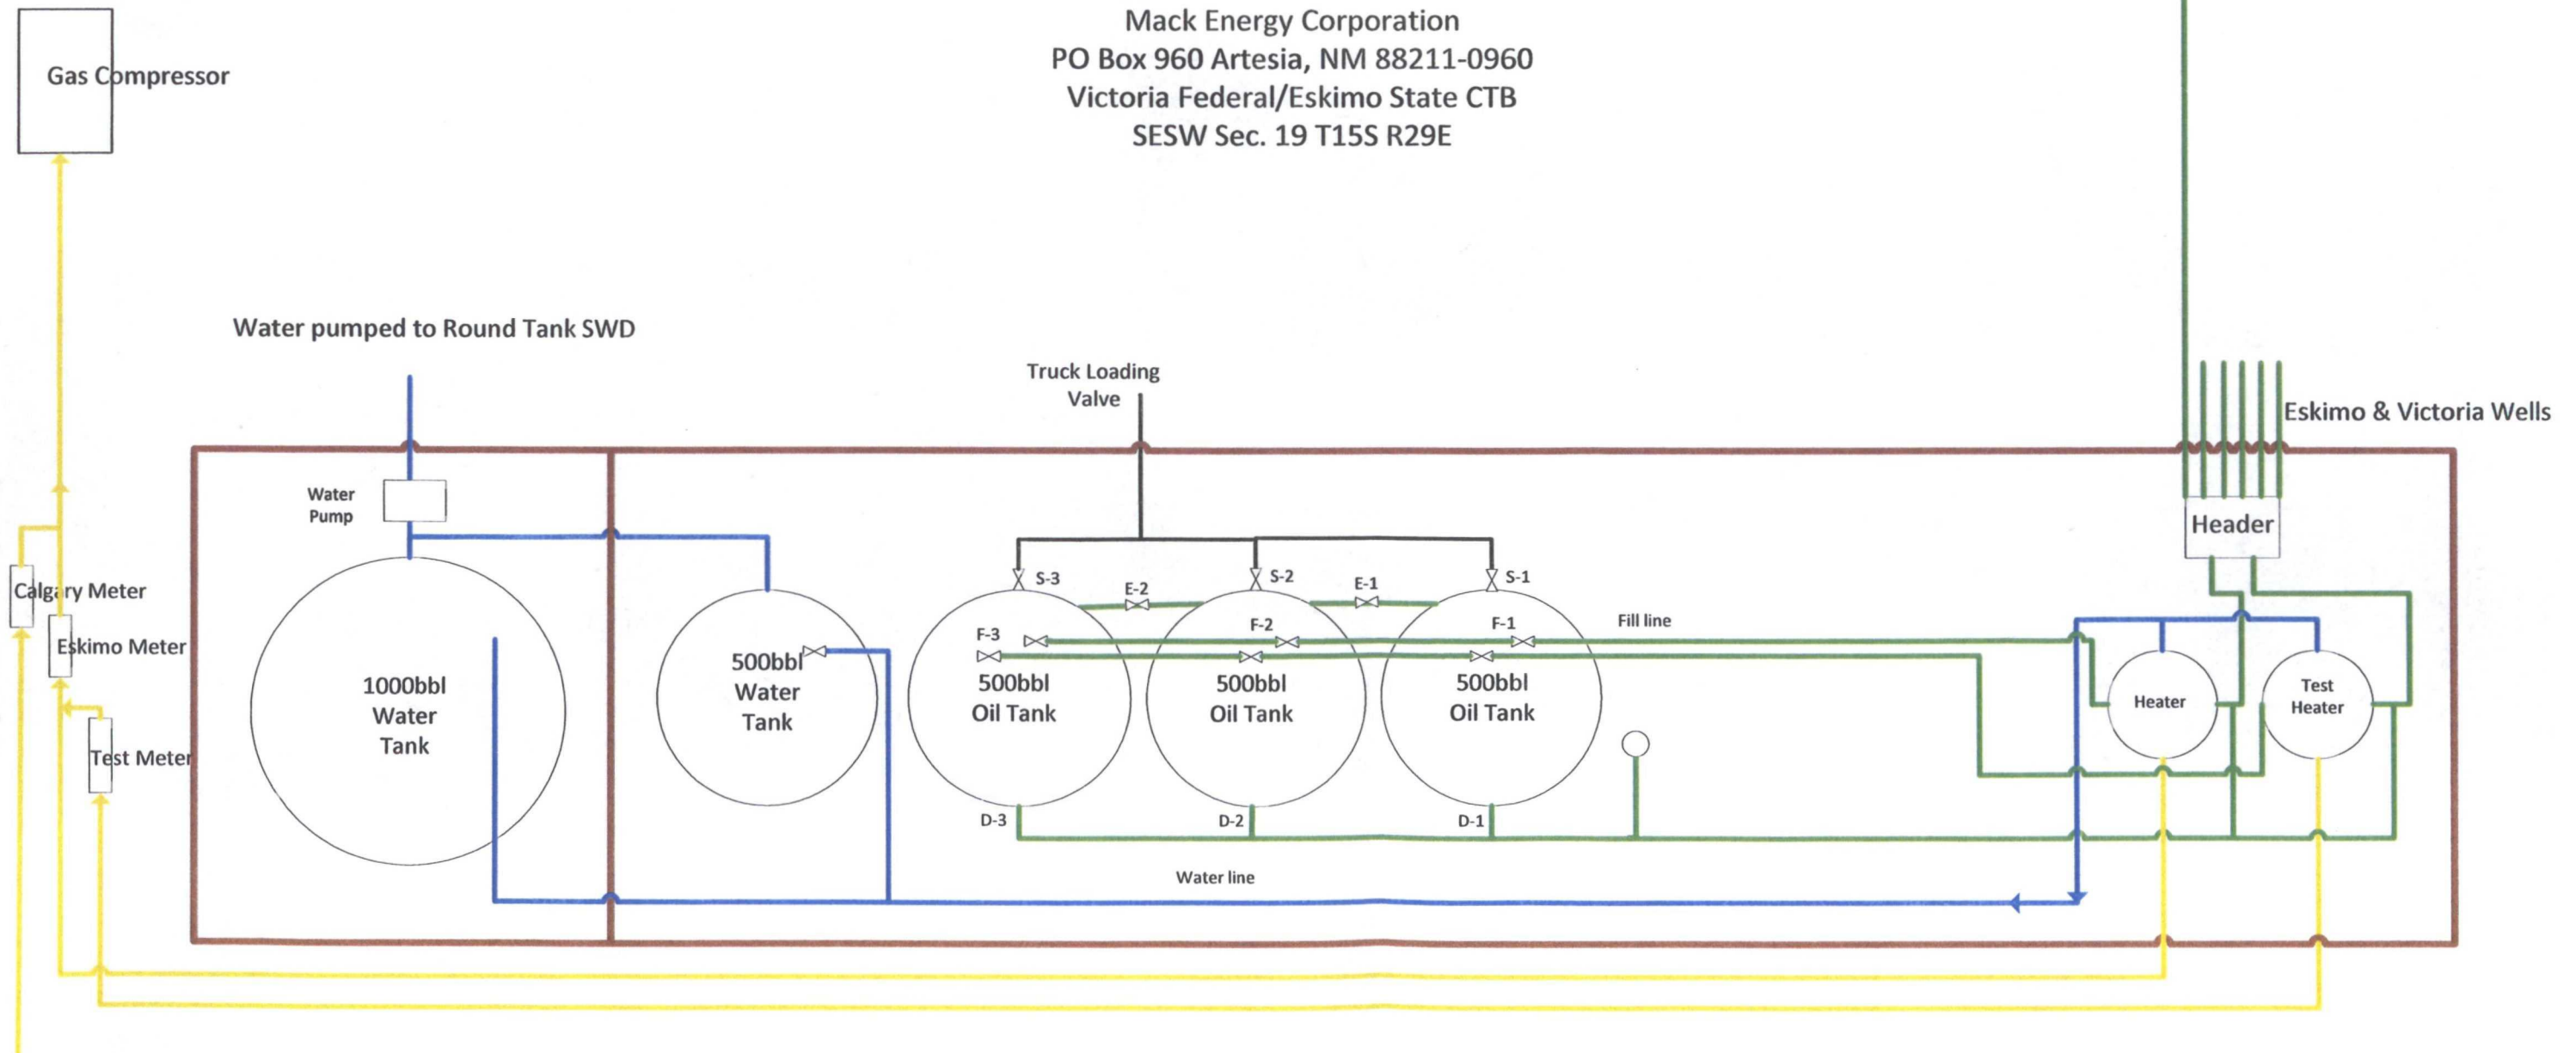 Mack Energy Corporation
PO Box 960 Artesia, NM 88211-0960
Victoria Federal/Eskimo State CTB
SESW Sec. 19 T15S R29E
Gas Compressor
Water pumped to Round Tank SWD
Truck Loading
Valve
Eskimo & Victoria Wells
Water
Pump
Header
Calgary Meter
Eskimo Meter
Test Meter
S-3
S-2
S-1
E-2
E-1
F-3
F-2
F-1
Fill line
1000bbl
Water
Tank
500bbl
Water
Tank
500bbl
Oil Tank
500bbl
Oil Tank
500bbl
Oil Tank
Heater
Test
Heater
D-3
D-2
D-1
Water line